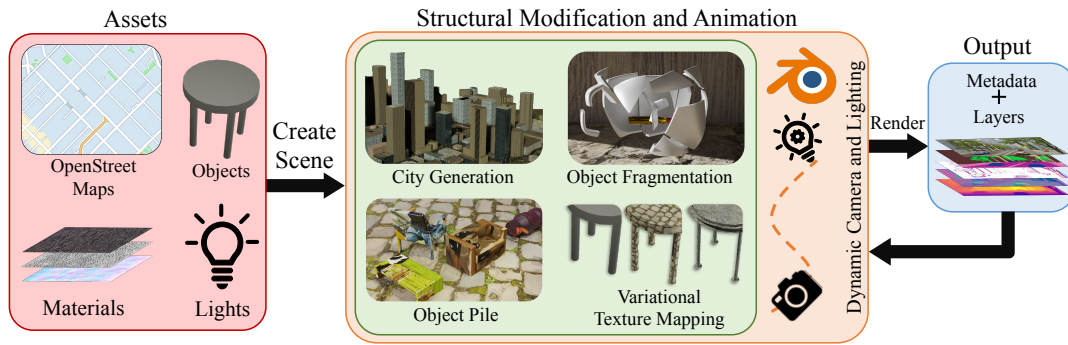 Assets
OpenStreet
Maps
Objects
Materials
Lights
Create
Scene
Structural Modification and Animation
City Generation
Object Fragmentation
Object Pile
Variational
Texture Mapping
Dynamic Camera and Lighting
Render
Output
Metadata
+
Layers